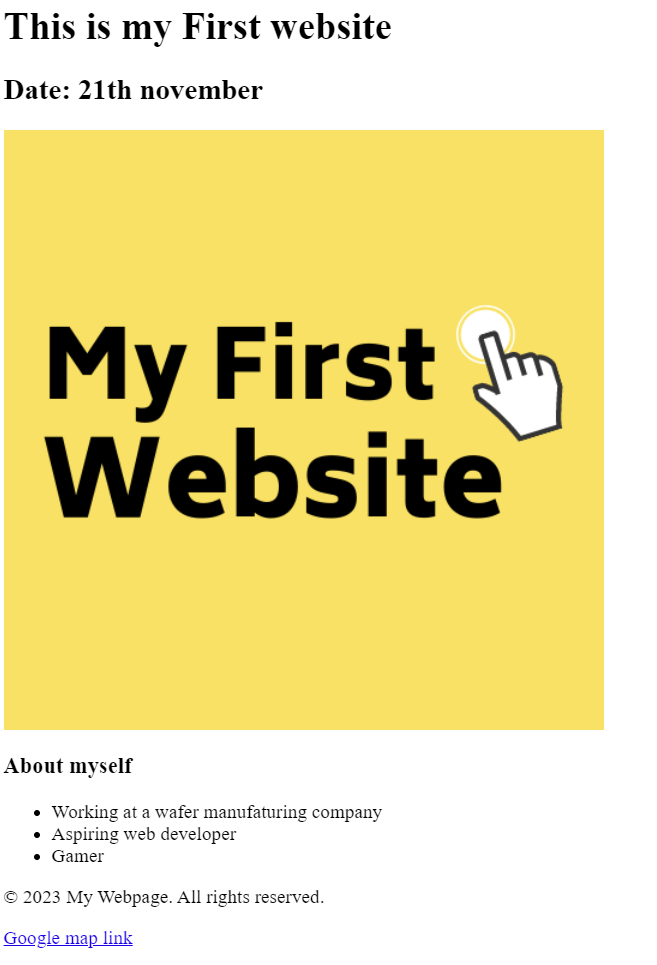 This is my First website
Date: 21th november
My First
Website
About myself
Working at a wafer manufaturing company
Aspiring web developer
Gamer
© 2023 My Webpage. All rights reserved.
Google map link